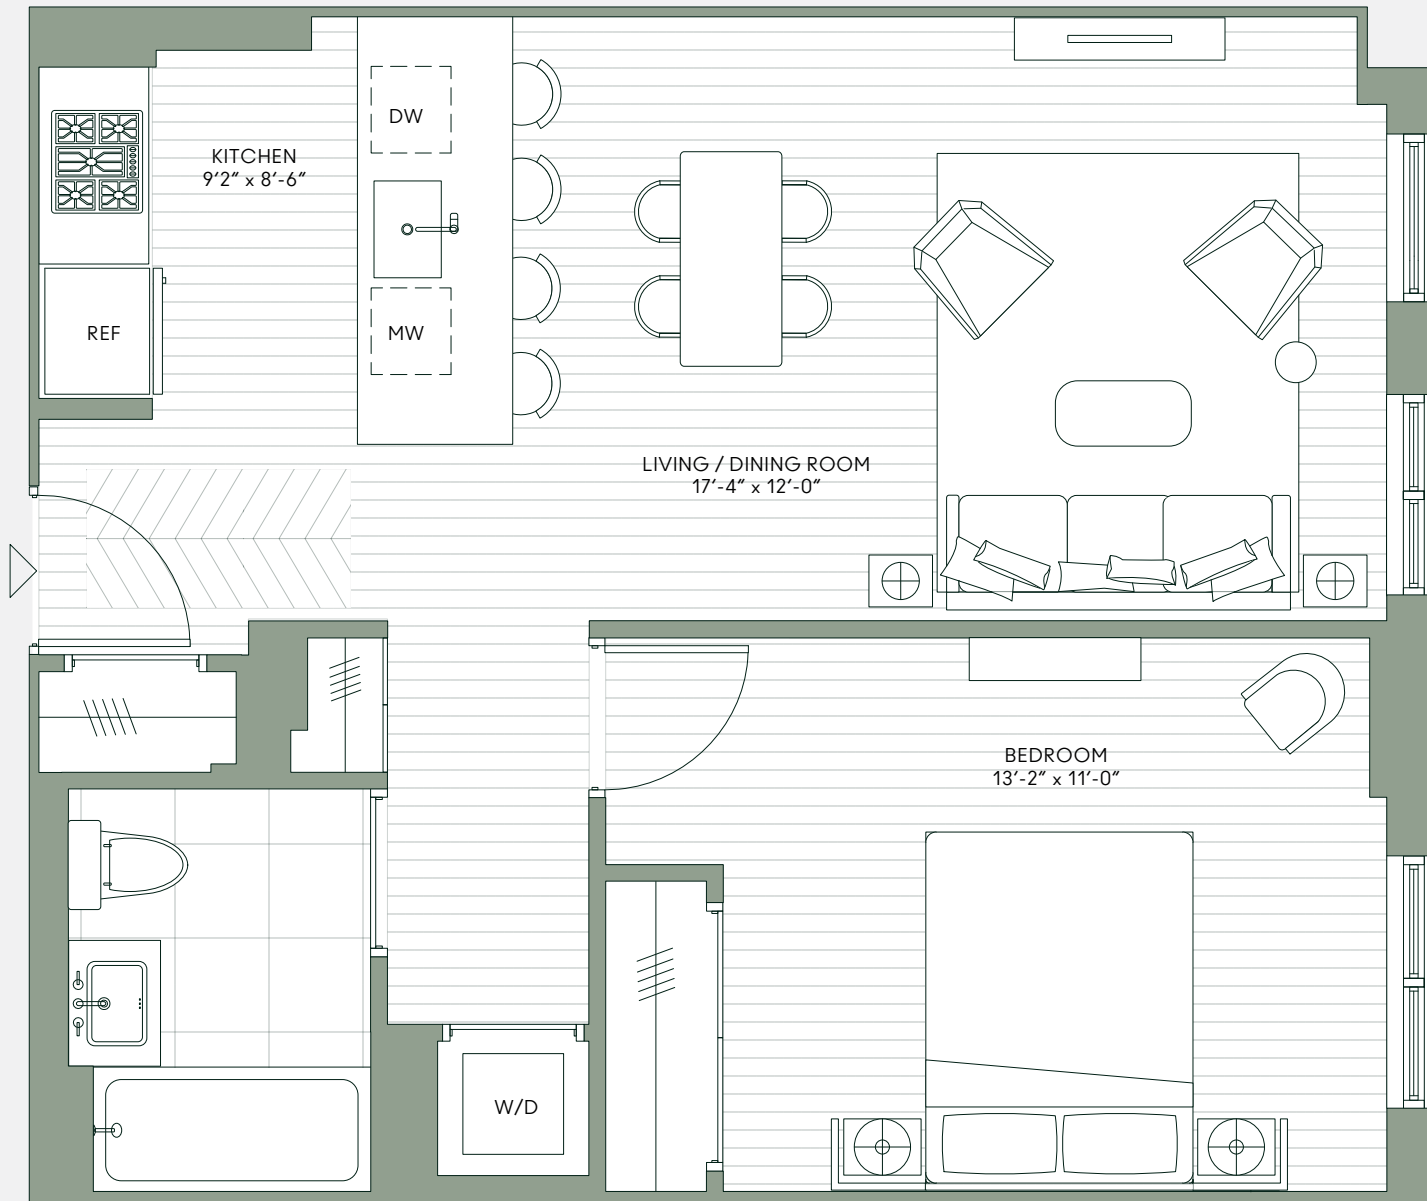 DW
KITCHEN
9'2" x 8'-6"
REF
MW
LIVING / DINING ROOM
17'-4" x 12'-0"
BEDROOM
13'-2" x 11'-0"
W/D